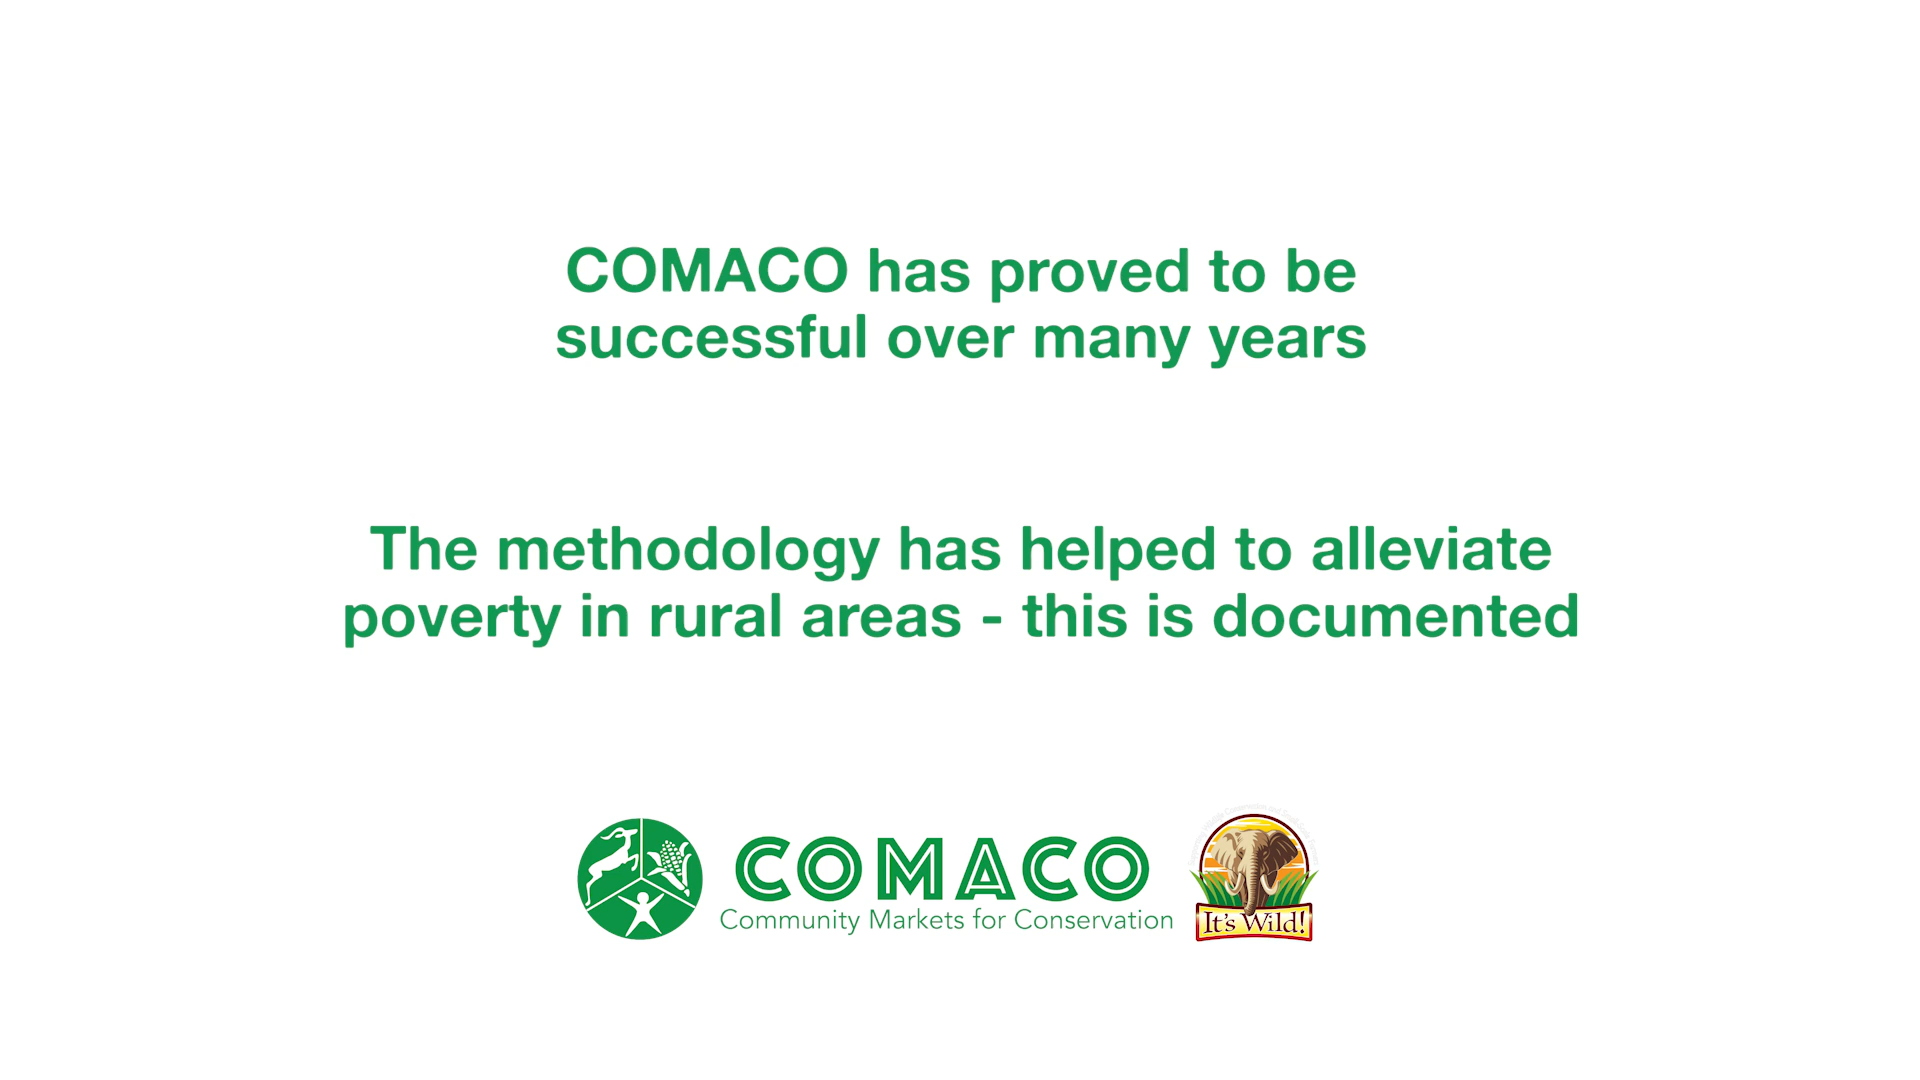 COMACO has proved to be
successful over many years
The methodology has helped to alleviate
poverty in rural areas - this is documented
COMACO
Community Markets for Conservation
It's Wild!